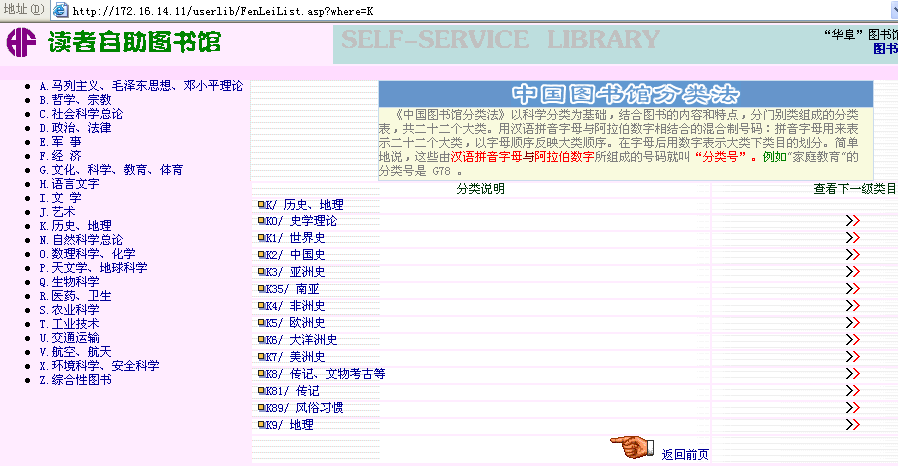 地址(D) http://172.16.14.11/userlib/FenLeiList.asp?where=K
读者自助图书馆
SELF-SERVICE LIBRARY
“华阜”图书馆
图书
A.马列主义、毛泽东思想、邓小平理论
B.哲学、宗教
C.社会科学总论
D.政治、法律
E.军 事
F.经 济
G.文化、科学、教育、体育
H.语言文字
I.文 学
J.艺术
K.历史、地理
N.自然科学总论
O.数理科学、化学
P.天文学、地球科学
Q.生物科学
R.医药、卫生
S.农业科学
T.工业技术
U.交通运输
V.航空、航天
X.环境科学、安全科学
Z.综合性图书
中国图书馆分类法
《中国图书馆分类法》以科学分类为基础，结合图书的内容和特点，分门别类组成的分类
表，共二十二个大类。用汉语拼音字母与阿拉伯数字相结合的混合制号码：拼音字母用来表
示二十二个大类，以字母顺序反映大类顺序。在字母后用数字表示大类下类目的划分。简单
地说，这些由汉语拼音字母与阿拉伯数字所组成的号码就叫“分类号”。例如"家庭教育"的
分类号是 G78 。
分类说明 查看下一级类目
K/ 历史、地理
K0/ 史学理论
K1/ 世界史
K2/ 中国史
K3/ 亚洲史
K35/ 南亚
K4/ 非洲史
K5/ 欧洲史
K6/ 大洋洲史
K7/ 美洲史
K8/ 传记、文物考古等
K81/ 传记
K89/ 风俗习惯
K9/ 地理
返回前页